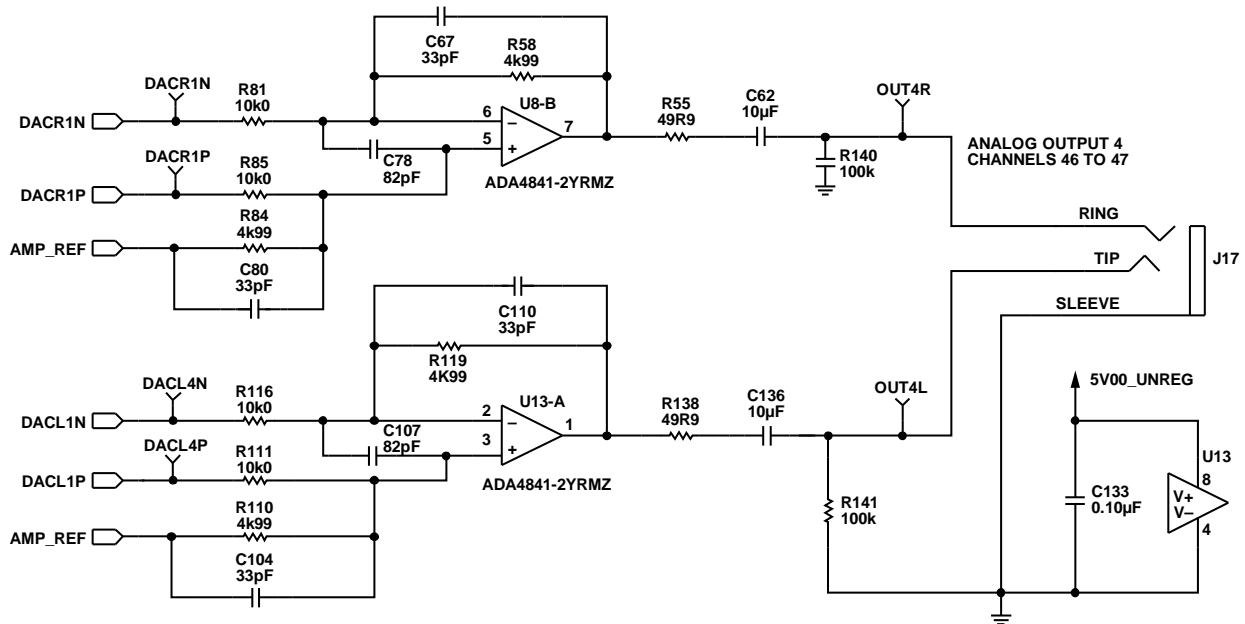 C67
33pF
R58
4k99
DACR1N
R81
10k0
DACR1N
U8-B
6
–
5
+
7
C78
82pF
ADA4841-2YRMZ
R55
49R9
C62
10µF
OUT4R
R140
100k
ANALOG OUTPUT 4
CHANNELS 46 TO 47
DACR1P
R85
10k0
DACR1P
R84
4k99
AMP_REF
C80
33pF
RING
TIP
J17
SLEEVE
C110
33pF
R119
4K99
DACL4N
R116
10k0
DACL1N
U13-A
2
–
3
+
1
C107
82pF
ADA4841-2YRMZ
R138
49R9
C136
10µF
OUT4L
R141
100k
DACL4P
R111
10k0
DACL1P
R110
4k99
AMP_REF
C104
33pF
5V00_UNREG
U13
8
V+
V–
4
C133
0.10µF